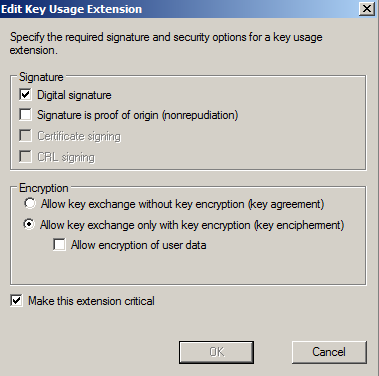 Edit Key Usage Extension
Specify the required signature and security options for a key usage
extension.
Signature
Digital signature
Signature is proof of origin (nonrepudiation)
Certificate signing
CRL signing
Encryption
Allow key exchange without key encryption (key agreement)
Allow key exchange only with key encryption (key encipherment)
Allow encryption of user data
Make this extension critical
OK
Cancel